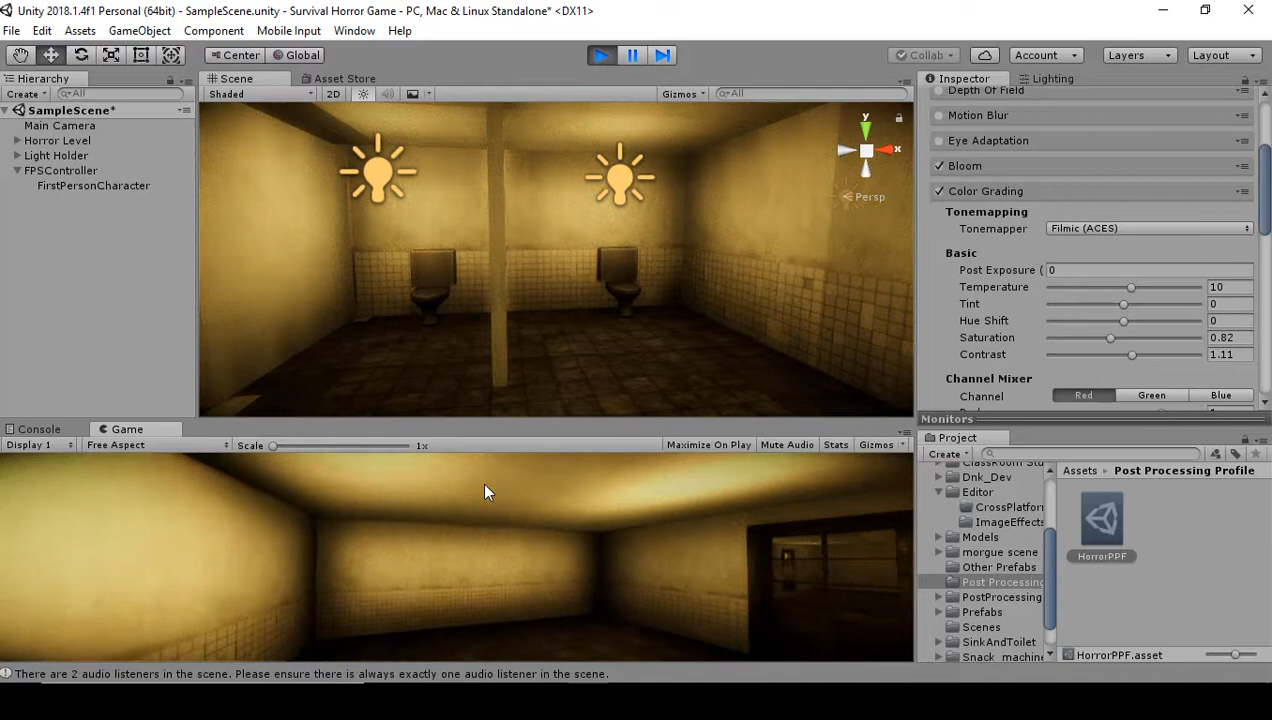 Unity 2018.1.4f1 Personal (64bit) - SampleScene.unity - Survival Horror Game - PC, Mac & Linux Standalone* <DX11>
File Edit Assets GameObject Component Mobile Input Window Help
Center Global Collab Account Layers Layout
Hierarchy
Create All
SampleScene*
Main Camera
Horror Level
Light Holder
FPSController
FirstPersonCharacter
Scene Asset Store
Shaded 2D Gizmos All
y
x
Persp
Inspector Lighting
Depth Of Field
Motion Blur
Eye Adaptation
Bloom
Color Grading
Tonemapping
Tonemapper Filmic (ACES)
Basic
Post Exposure ( 0
Temperature 10
Tint 0
Hue Shift 0
Saturation 0.82
Contrast 1.11
Channel Mixer
Channel Red Green Blue
Monitors
Console Game
Display 1 Free Aspect Scale 1x Maximize On Play Mute Audio Stats Gizmos
Project
Create
Dnk_Dev
Editor
CrossPlatfor
ImageEffects
Models
morgue scene
Other Prefabs
Post Processing
PostProcessing
Prefabs
Scenes
SinkAndToilet
Snack_machine
Assets Post Processing Profile
HorrorPPF
HorrorPPF.asset
There are 2 audio listeners in the scene. Please ensure there is always exactly one audio listener in the scene.